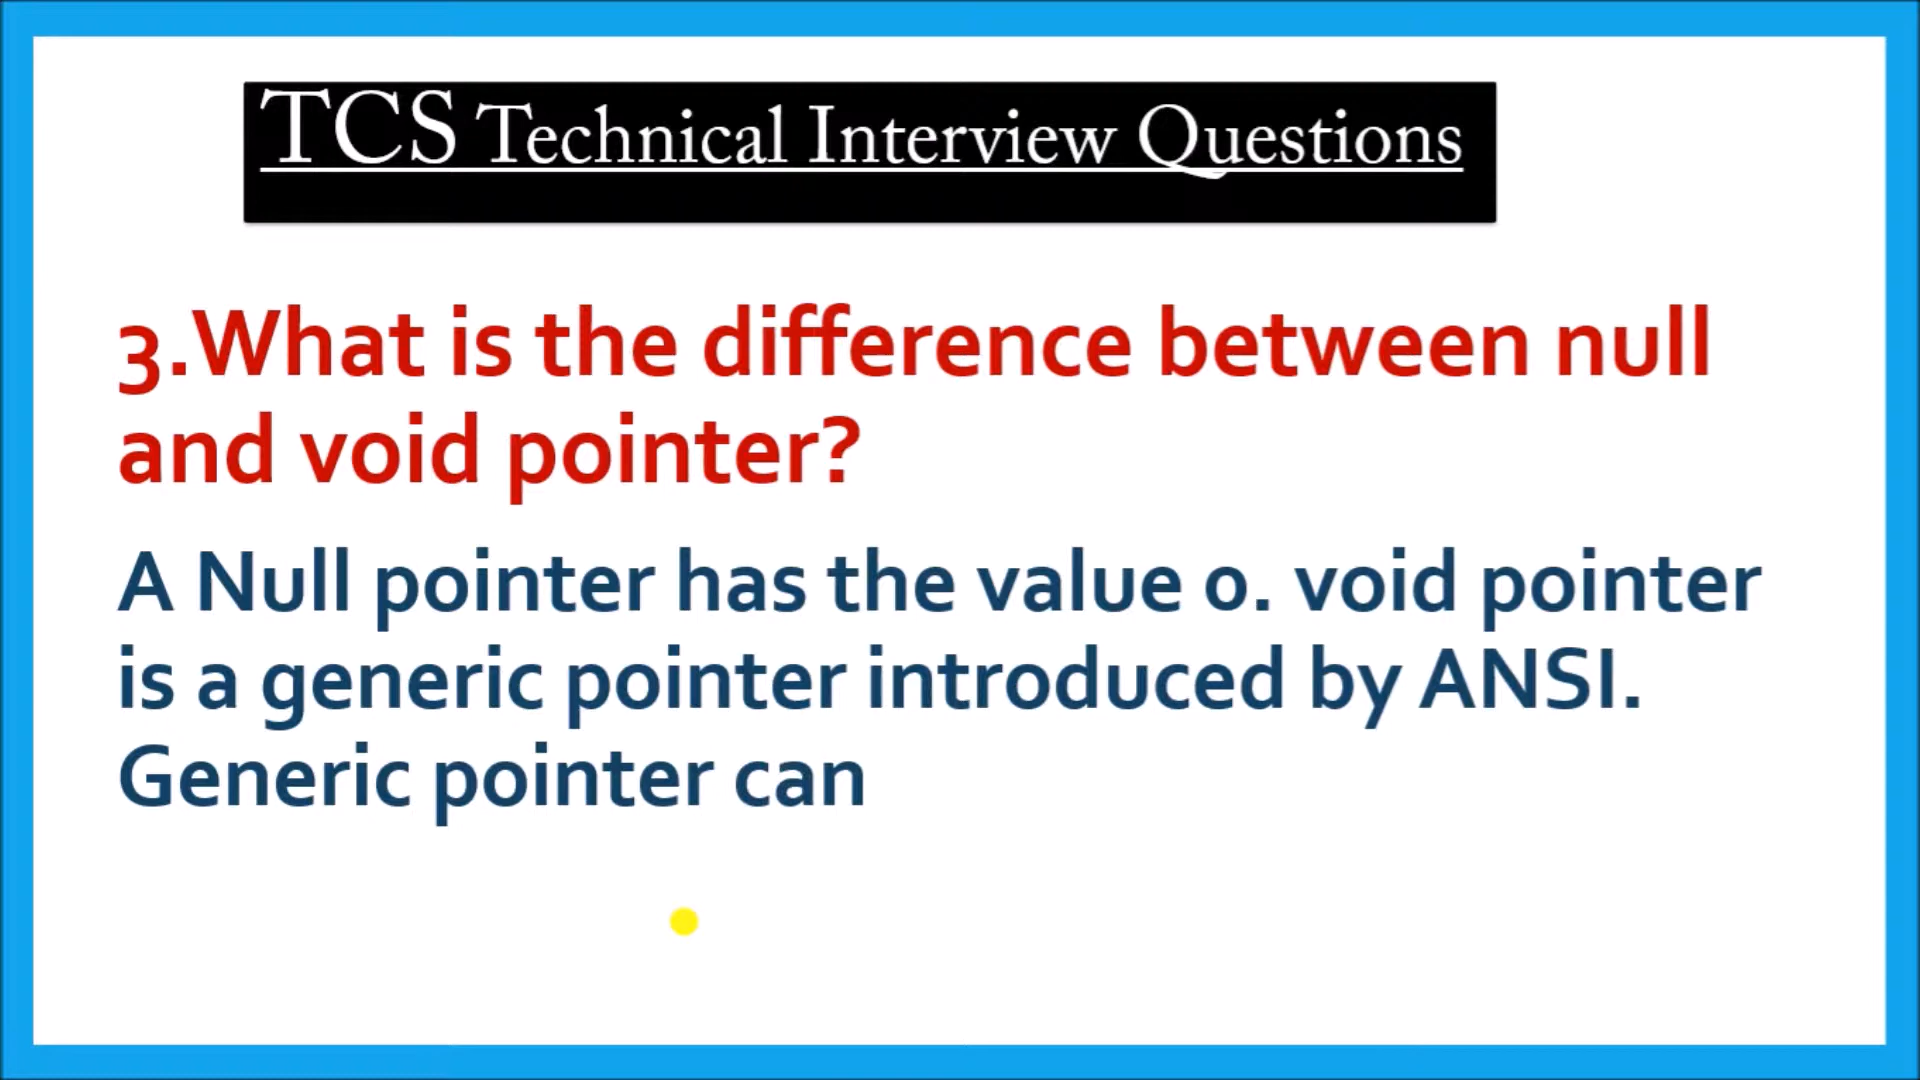 TCS Technical Interview Questions
3.What is the difference between null
and void pointer?
A Null pointer has the value 0. void pointer
is a generic pointer introduced by ANSI.
Generic pointer can